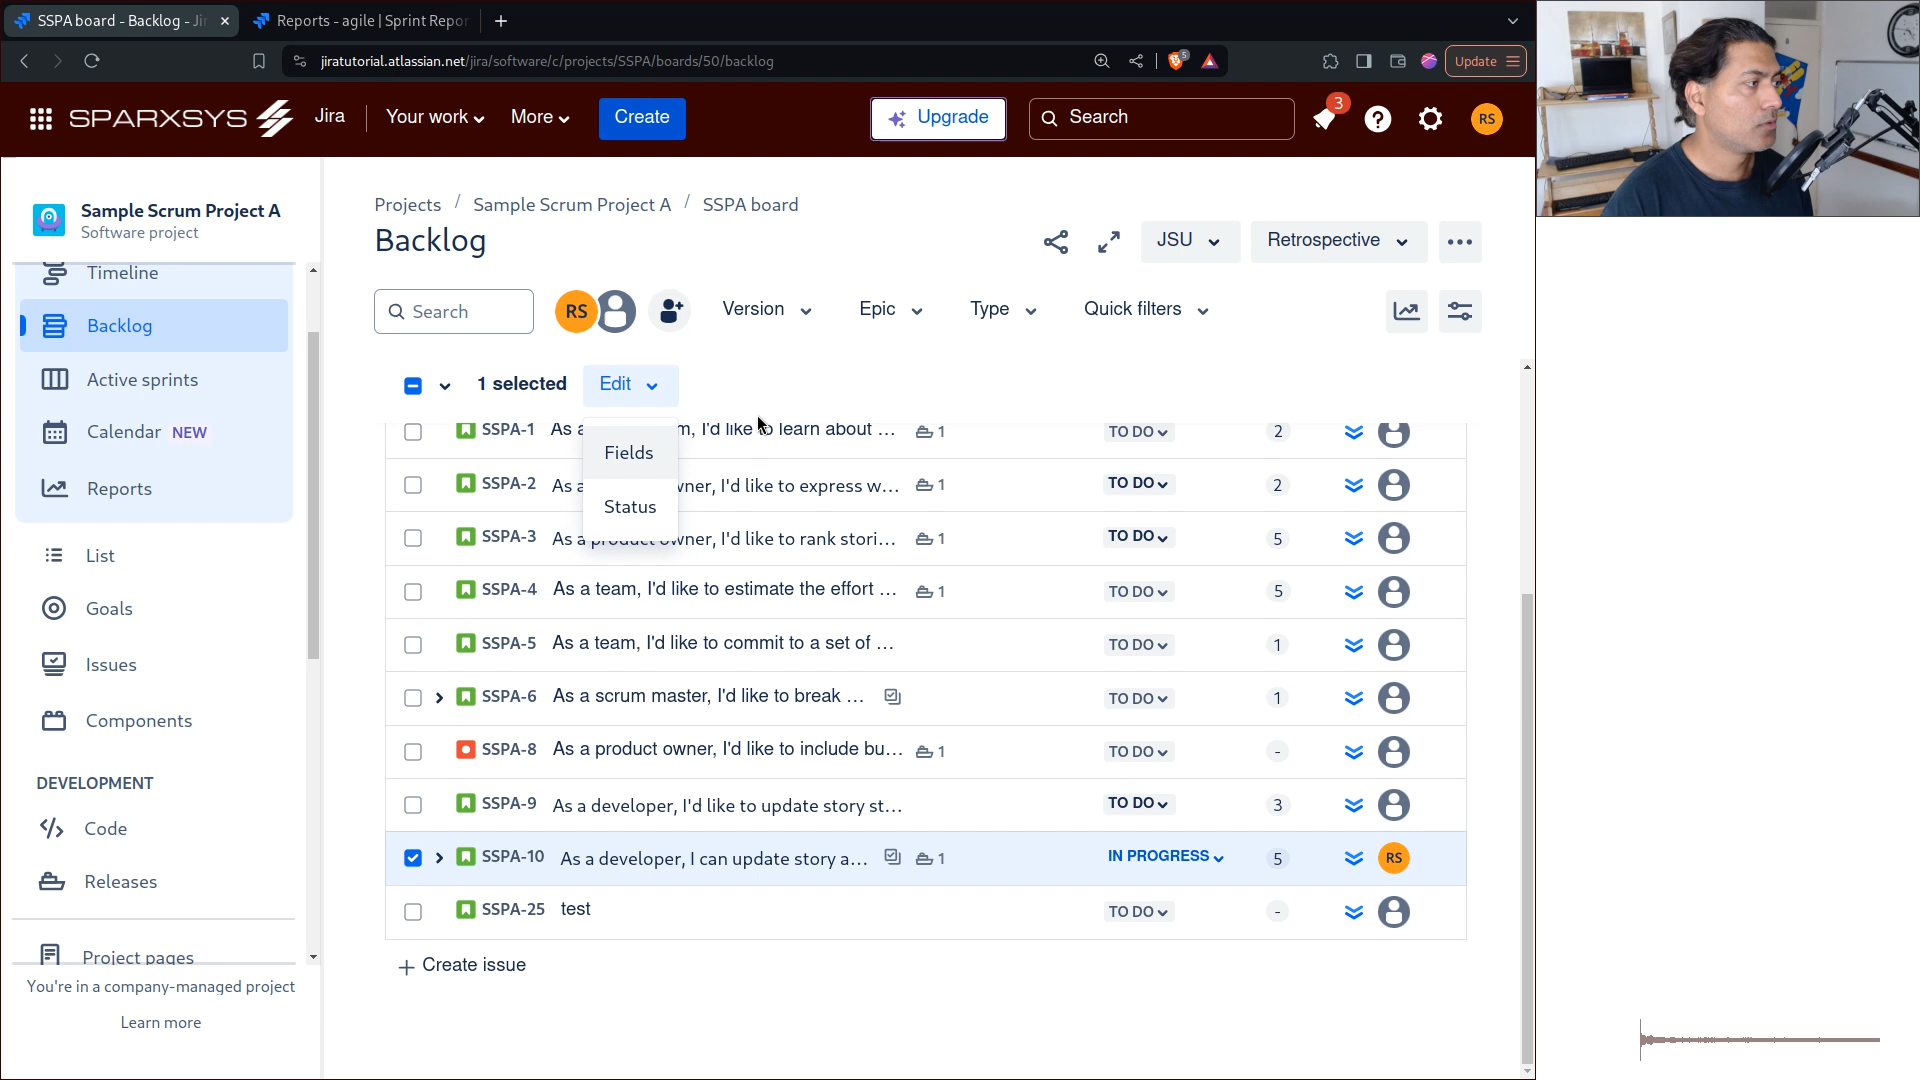 SSPA board - Backlog - Ji
Reports - agile | Sprint Repor
jiratutorial.atlassian.net/jira/software/c/projects/SSPA/boards/50/backlog
5
Update
SPARXSYS
Jira
Your work
More
Create
Upgrade
Search
3
RS
Sample Scrum Project A
Software project
Timeline
Backlog
Active sprints
Calendar NEW
Reports
List
Goals
Issues
Components
DEVELOPMENT
Code
Releases
Project pages
You're in a company-managed project
Learn more
Projects / Sample Scrum Project A / SSPA board
Backlog
JSU
Retrospective
Search
RS
Version
Epic
Type
Quick filters
1 selected
Edit
Fields
Status
SSPA-1 As a m, I'd like to learn about ... 1 TO DO 2
SSPA-2 As a wner, I'd like to express w... 1 TO DO 2
SSPA-3 As a product owner, I'd like to rank stori... 1 TO DO 5
SSPA-4 As a team, I'd like to estimate the effort ... 1 TO DO 5
SSPA-5 As a team, I'd like to commit to a set of ... TO DO 1
SSPA-6 As a scrum master, I'd like to break ... TO DO 1
SSPA-8 As a product owner, I'd like to include bu... 1 TO DO -
SSPA-9 As a developer, I'd like to update story st... TO DO 3
SSPA-10 As a developer, I can update story a... 1 IN PROGRESS 5 RS
SSPA-25 test TO DO -
+ Create issue